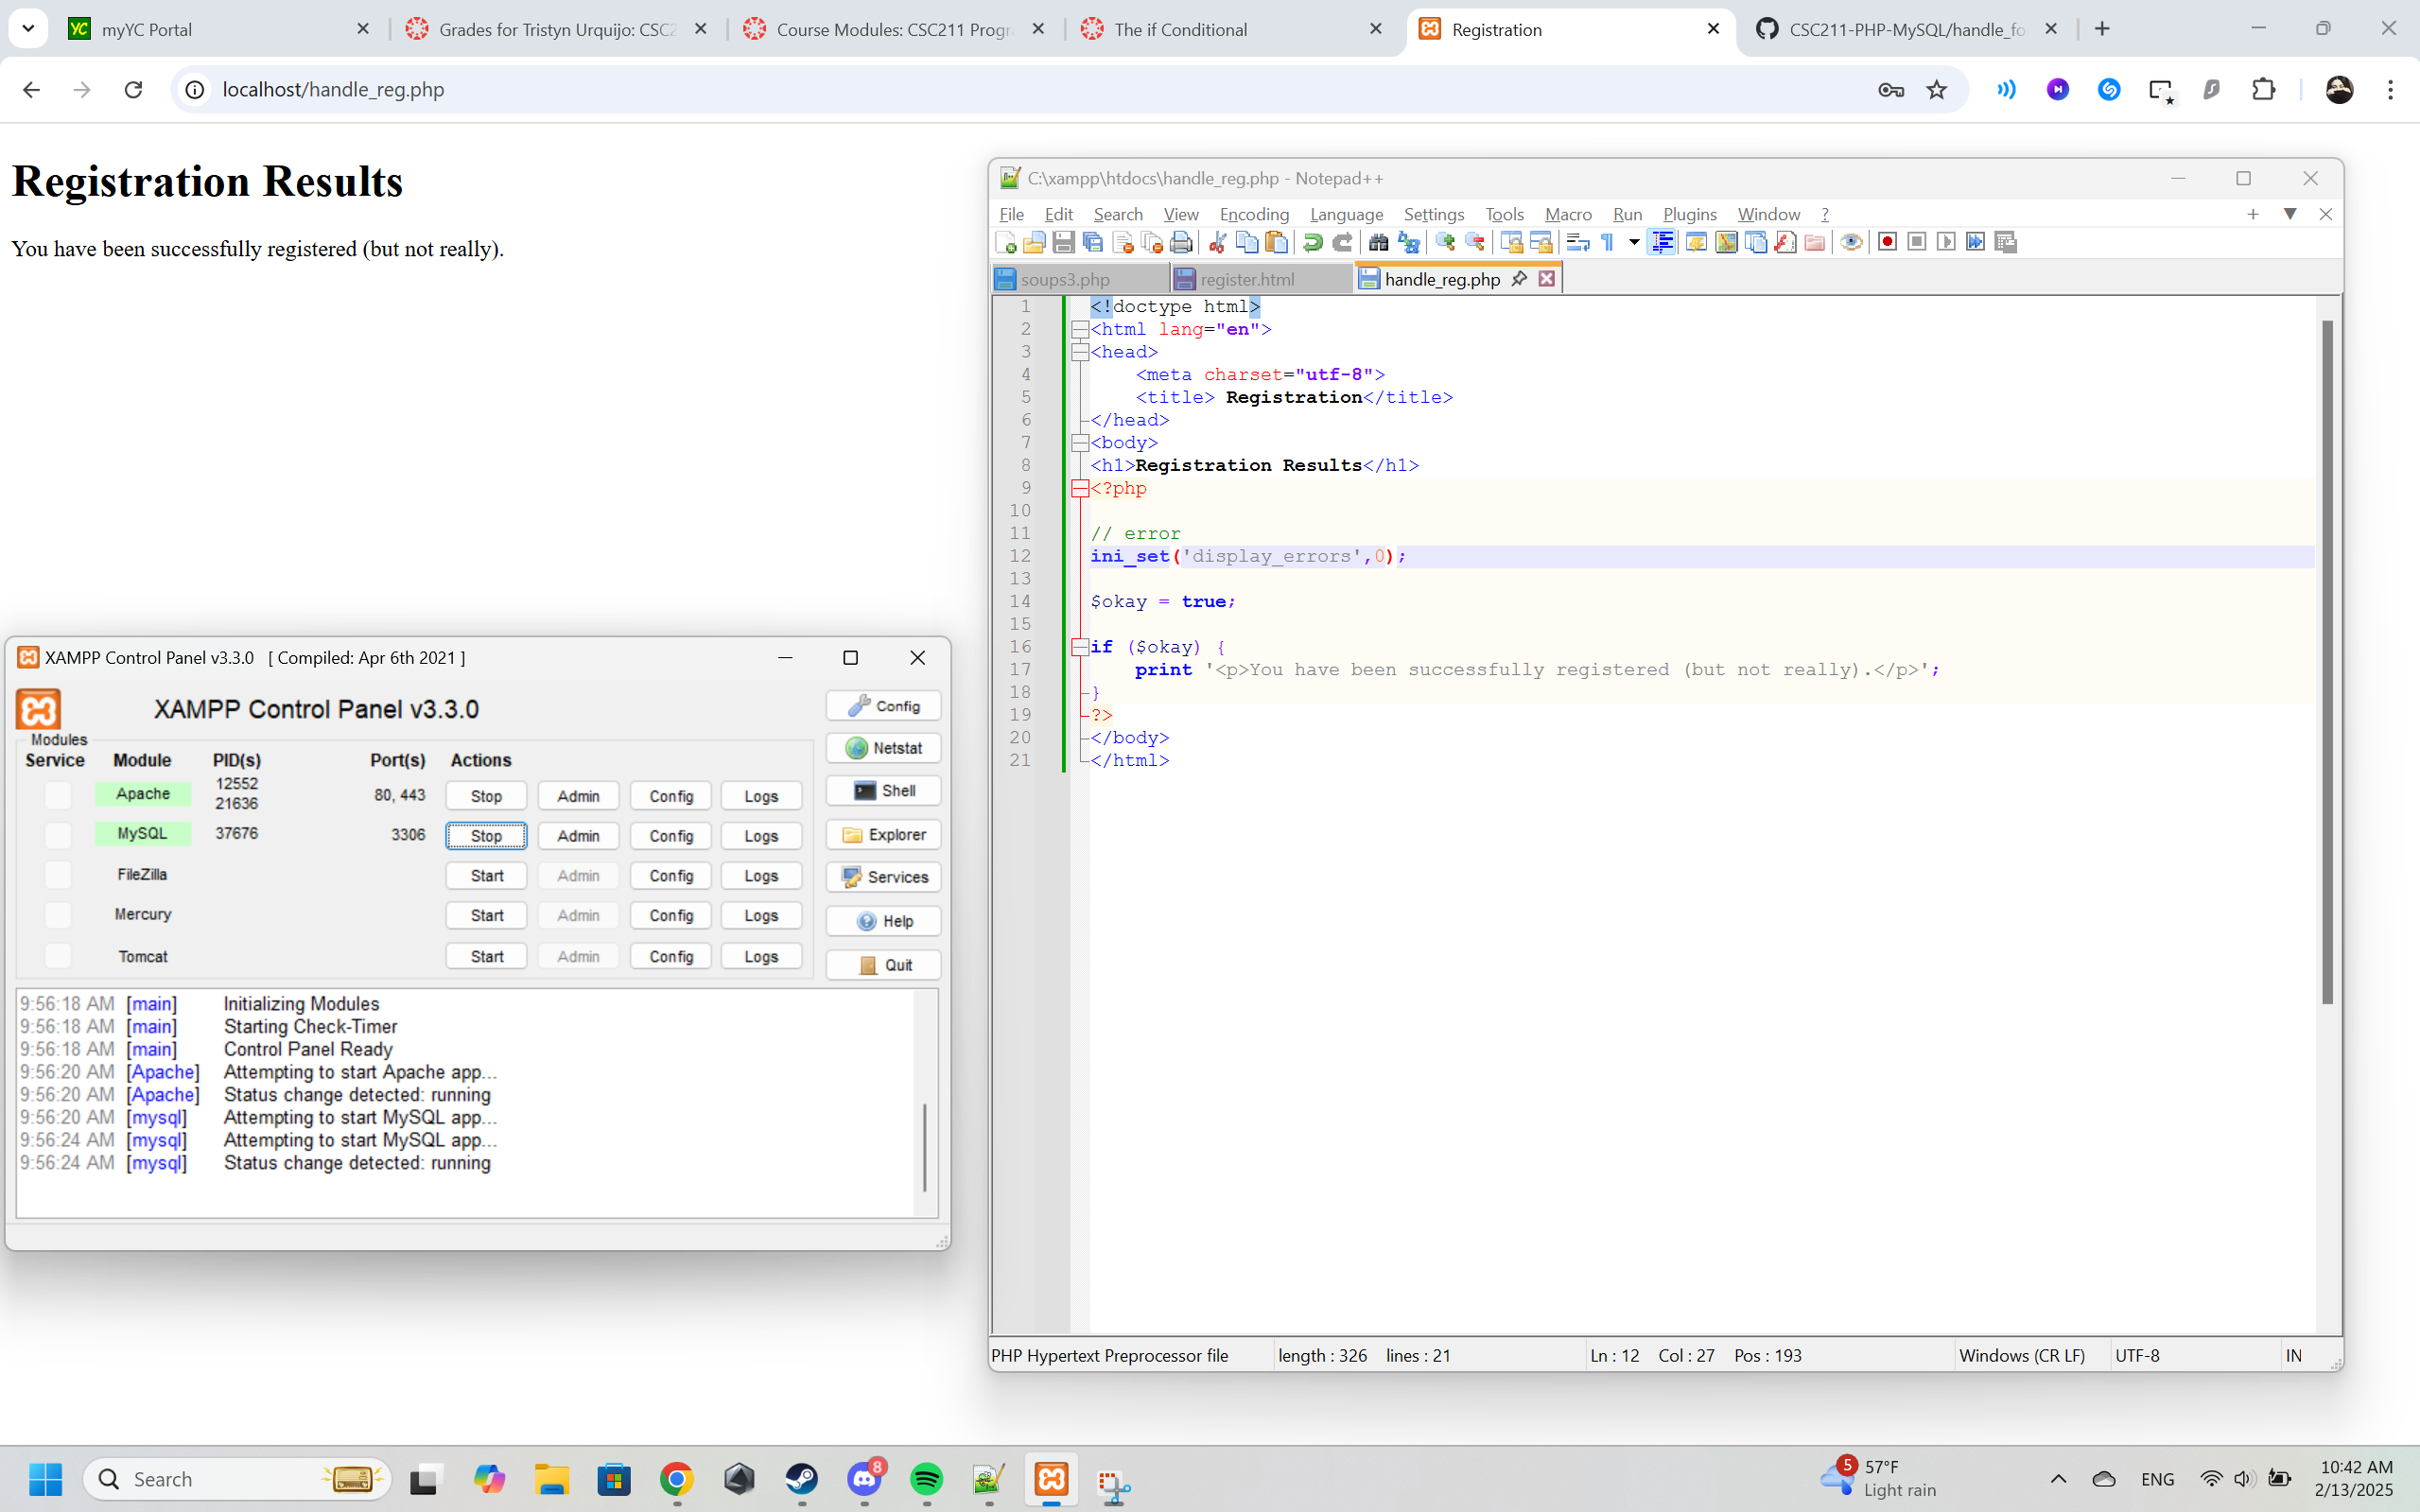 myYC Portal
Grades for Tristyn Urquijo: CSC2
Course Modules: CSC211 Progr
The if Conditional
Registration
CSC211-PHP-MySQL/handle_fo
localhost/handle_reg.php
Registration Results
You have been successfully registered (but not really).
C:\xampp\htdocs\handle_reg.php - Notepad++
File Edit Search View Encoding Language Settings Tools Macro Run Plugins Window ?
soups3.php register.html handle_reg.php
1 <!doctype html>
2 <html lang="en">
3 <head>
4 <meta charset="utf-8">
5 <title> Registration</title>
6 </head>
7 <body>
8 <h1>Registration Results</h1>
9 <?php
10
11 // error
12 ini_set('display_errors',0);
13
14 $okay = true;
15
16 if ($okay) {
17 print '<p>You have been successfully registered (but not really).</p>';
18 }
19 ?>
20 </body>
21 </html>
PHP Hypertext Preprocessor file length : 326 lines : 21 Ln : 12 Col : 27 Pos : 193 Windows (CR LF) UTF-8 IN
XAMPP Control Panel v3.3.0 [ Compiled: Apr 6th 2021 ]
XAMPP Control Panel v3.3.0
Config
Netstat
Shell
Explorer
Services
Help
Quit
Modules
Service Module PID(s) Port(s) Actions
Apache 12552 21636 80, 443 Stop Admin Config Logs
MySQL 37676 3306 Stop Admin Config Logs
FileZilla Start Admin Config Logs
Mercury Start Admin Config Logs
Tomcat Start Admin Config Logs
9:56:18 AM [main] Initializing Modules
9:56:18 AM [main] Starting Check-Timer
9:56:18 AM [main] Control Panel Ready
9:56:20 AM [Apache] Attempting to start Apache app...
9:56:20 AM [Apache] Status change detected: running
9:56:20 AM [mysql] Attempting to start MySQL app...
9:56:24 AM [mysql] Attempting to start MySQL app...
9:56:24 AM [mysql] Status change detected: running
Search
8
5
57°F
Light rain
ENG
10:42 AM
2/13/2025